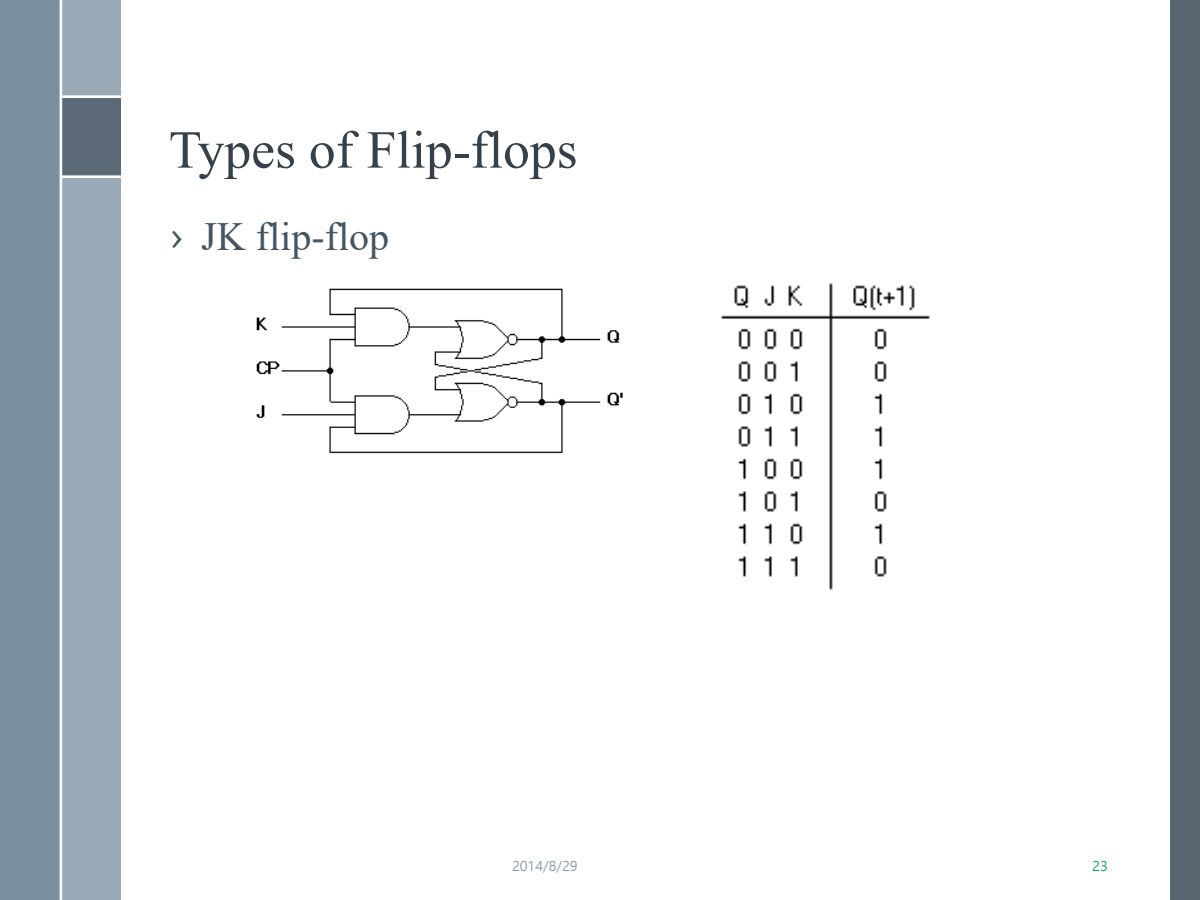 Types of Flip-flops
› JK flip-flop
K
CP
J
Q
Q'
Q J K Q(t+1)
0 0 0 0
0 0 1 0
0 1 0 1
0 1 1 1
1 0 0 1
1 0 1 0
1 1 0 1
1 1 1 0
2014/8/29
23